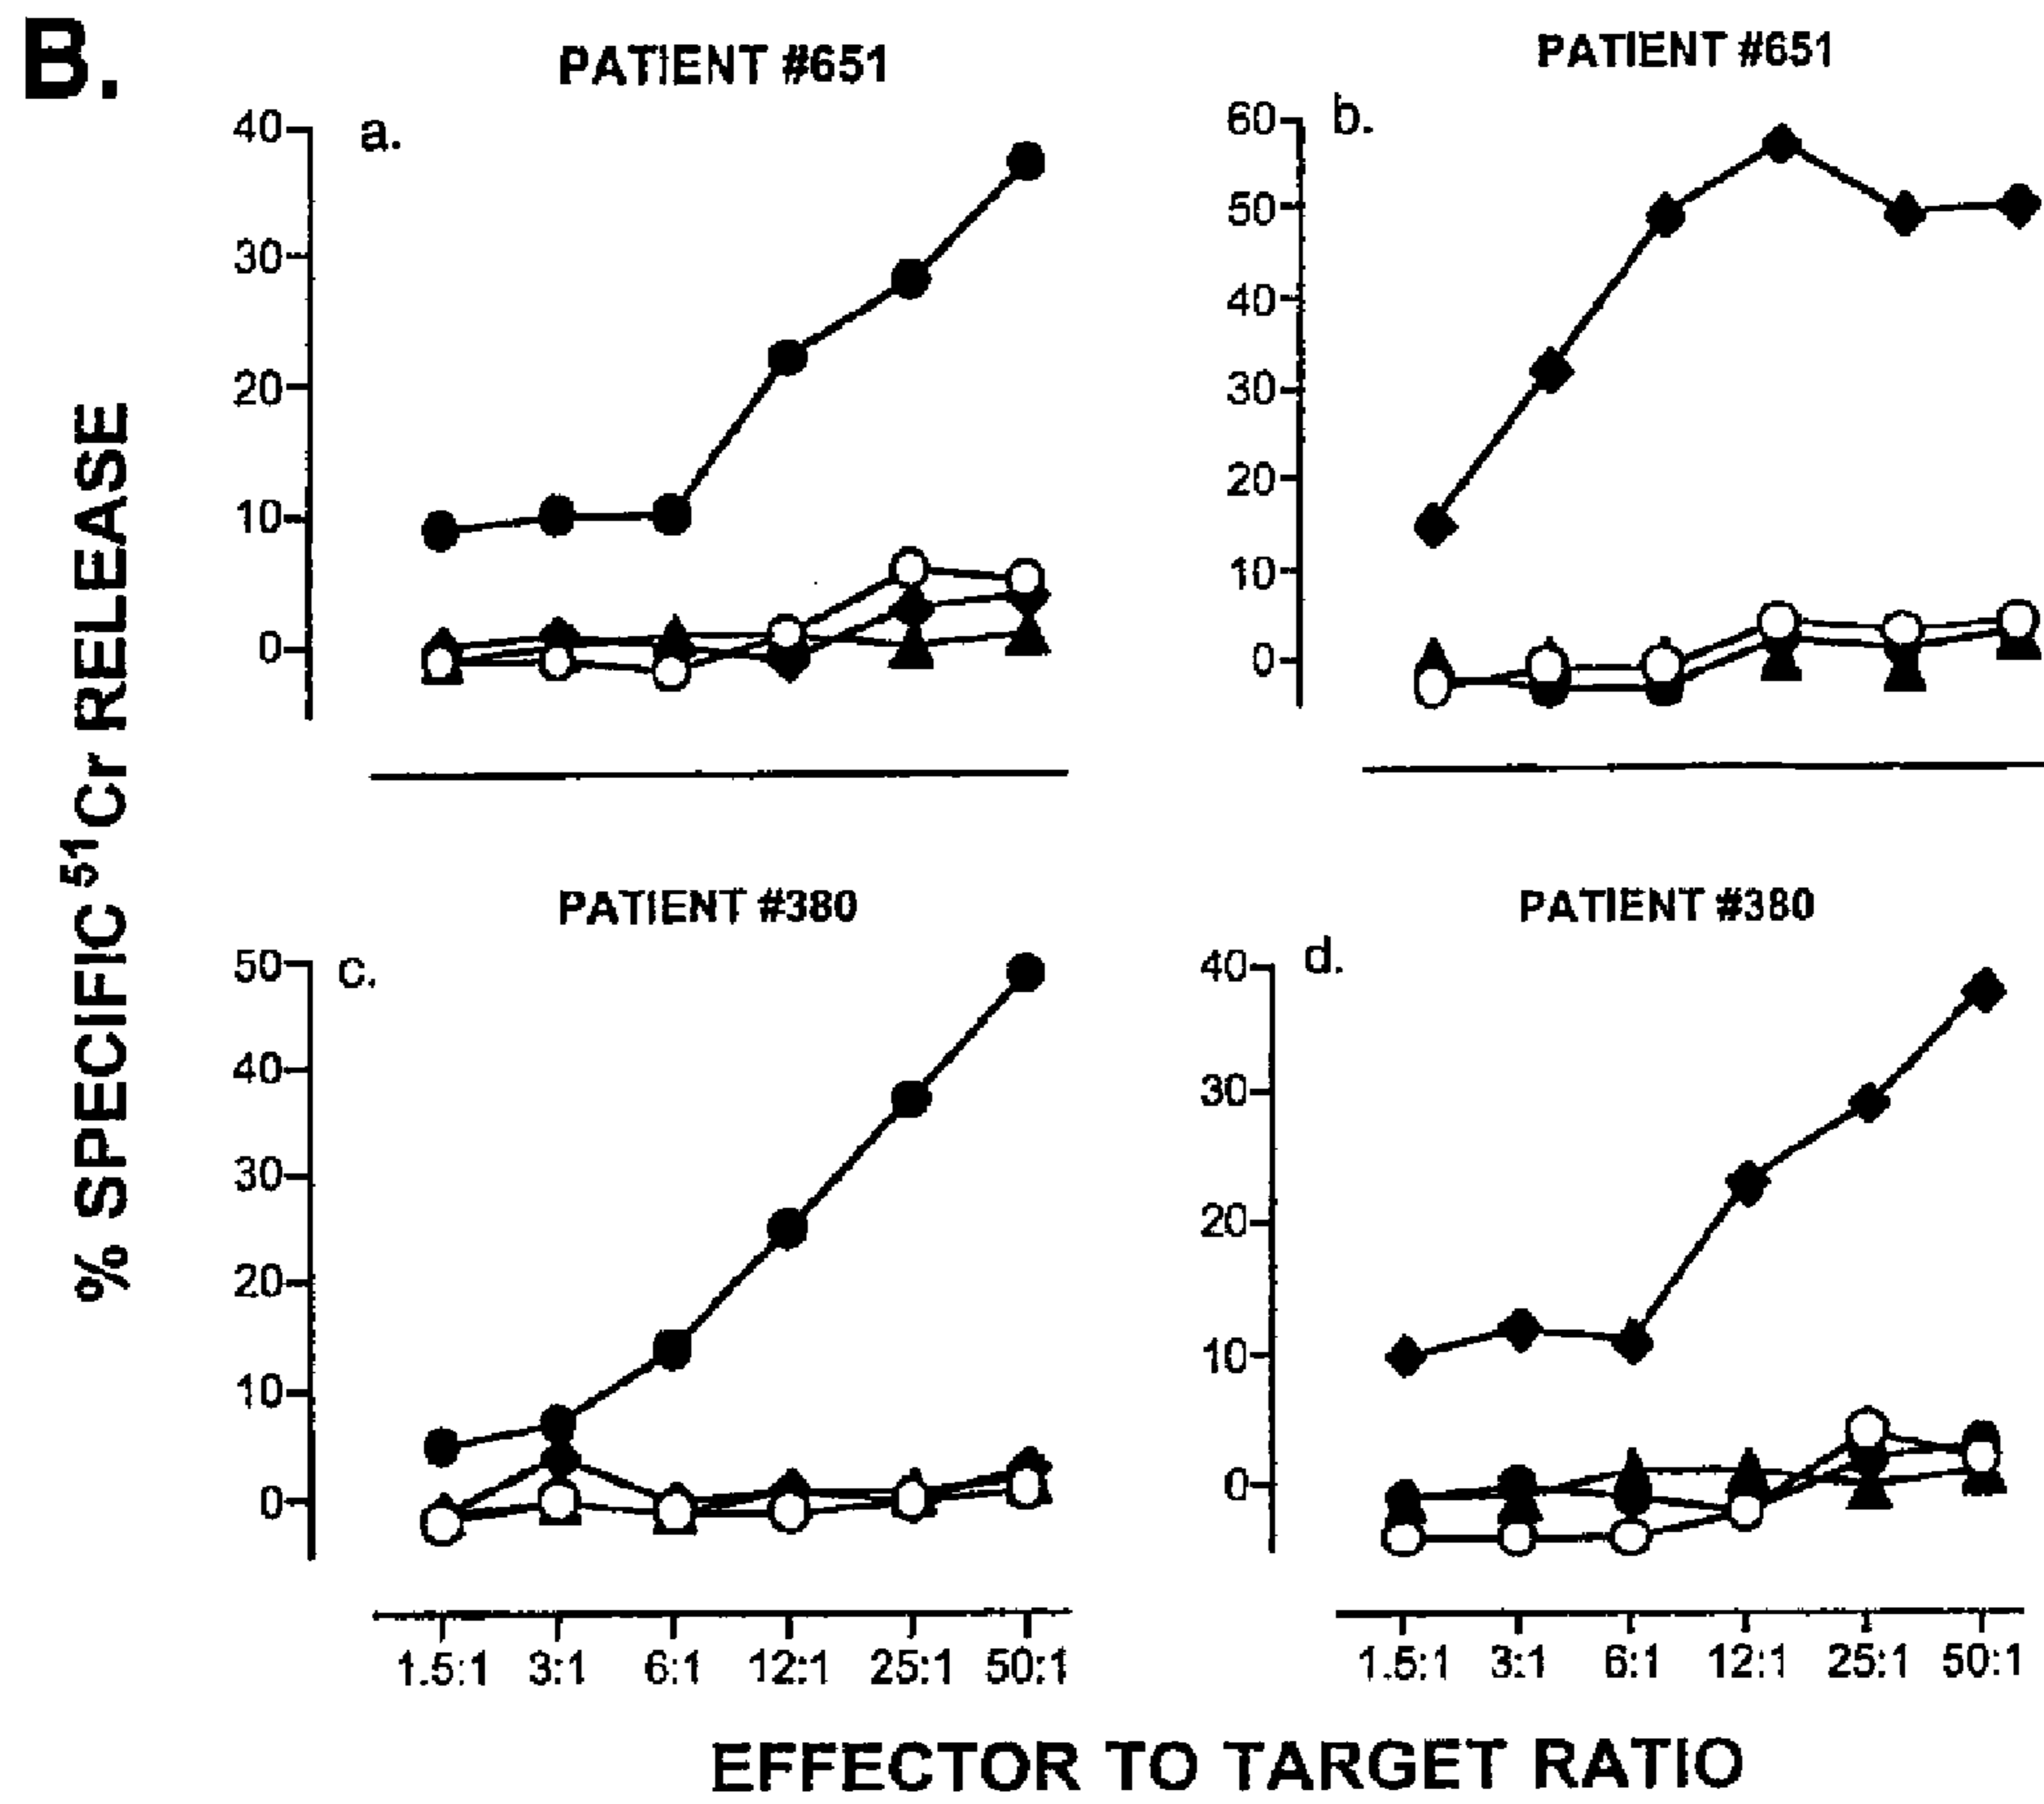 B.
PATIENT #651
PATIENT #651
% SPECIFIC ⁵¹Cr RELEASE
a.
40
30
20
10
0
b.
60
50
40
30
20
10
0
PATIENT #380
PATIENT #380
c.
50
40
30
20
10
0
d.
40
30
20
10
0
1.5:1 3:1 6:1 12:1 25:1 50:1
1.5:1 3:1 6:1 12:1 25:1 50:1
EFFECTOR TO TARGET RATIO